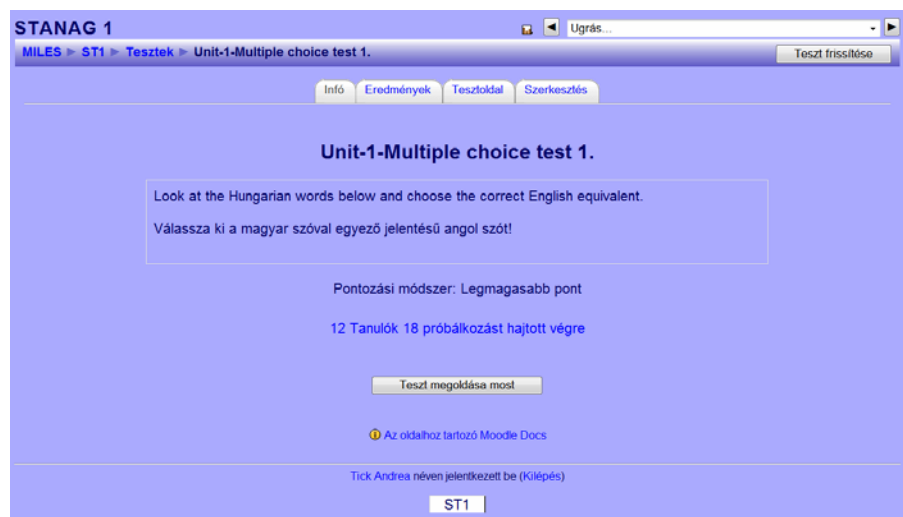 STANAG 1
Ugrás...
MILES ► ST1 ► Tesztek ► Unit-1-Multiple choice test 1.
Teszt frissítése
Infó Eredmények Tesztoldal Szerkesztés
Unit-1-Multiple choice test 1.
Look at the Hungarian words below and choose the correct English equivalent.
Válassza ki a magyar szóval egyező jelentésű angol szót!
Pontozási módszer: Legmagasabb pont
12 Tanulók 18 próbálkozást hajtott végre
Teszt megoldása most
Az oldalhoz tartozó Moodle Docs
Tick Andrea néven jelentkezett be (Kilépés)
ST1